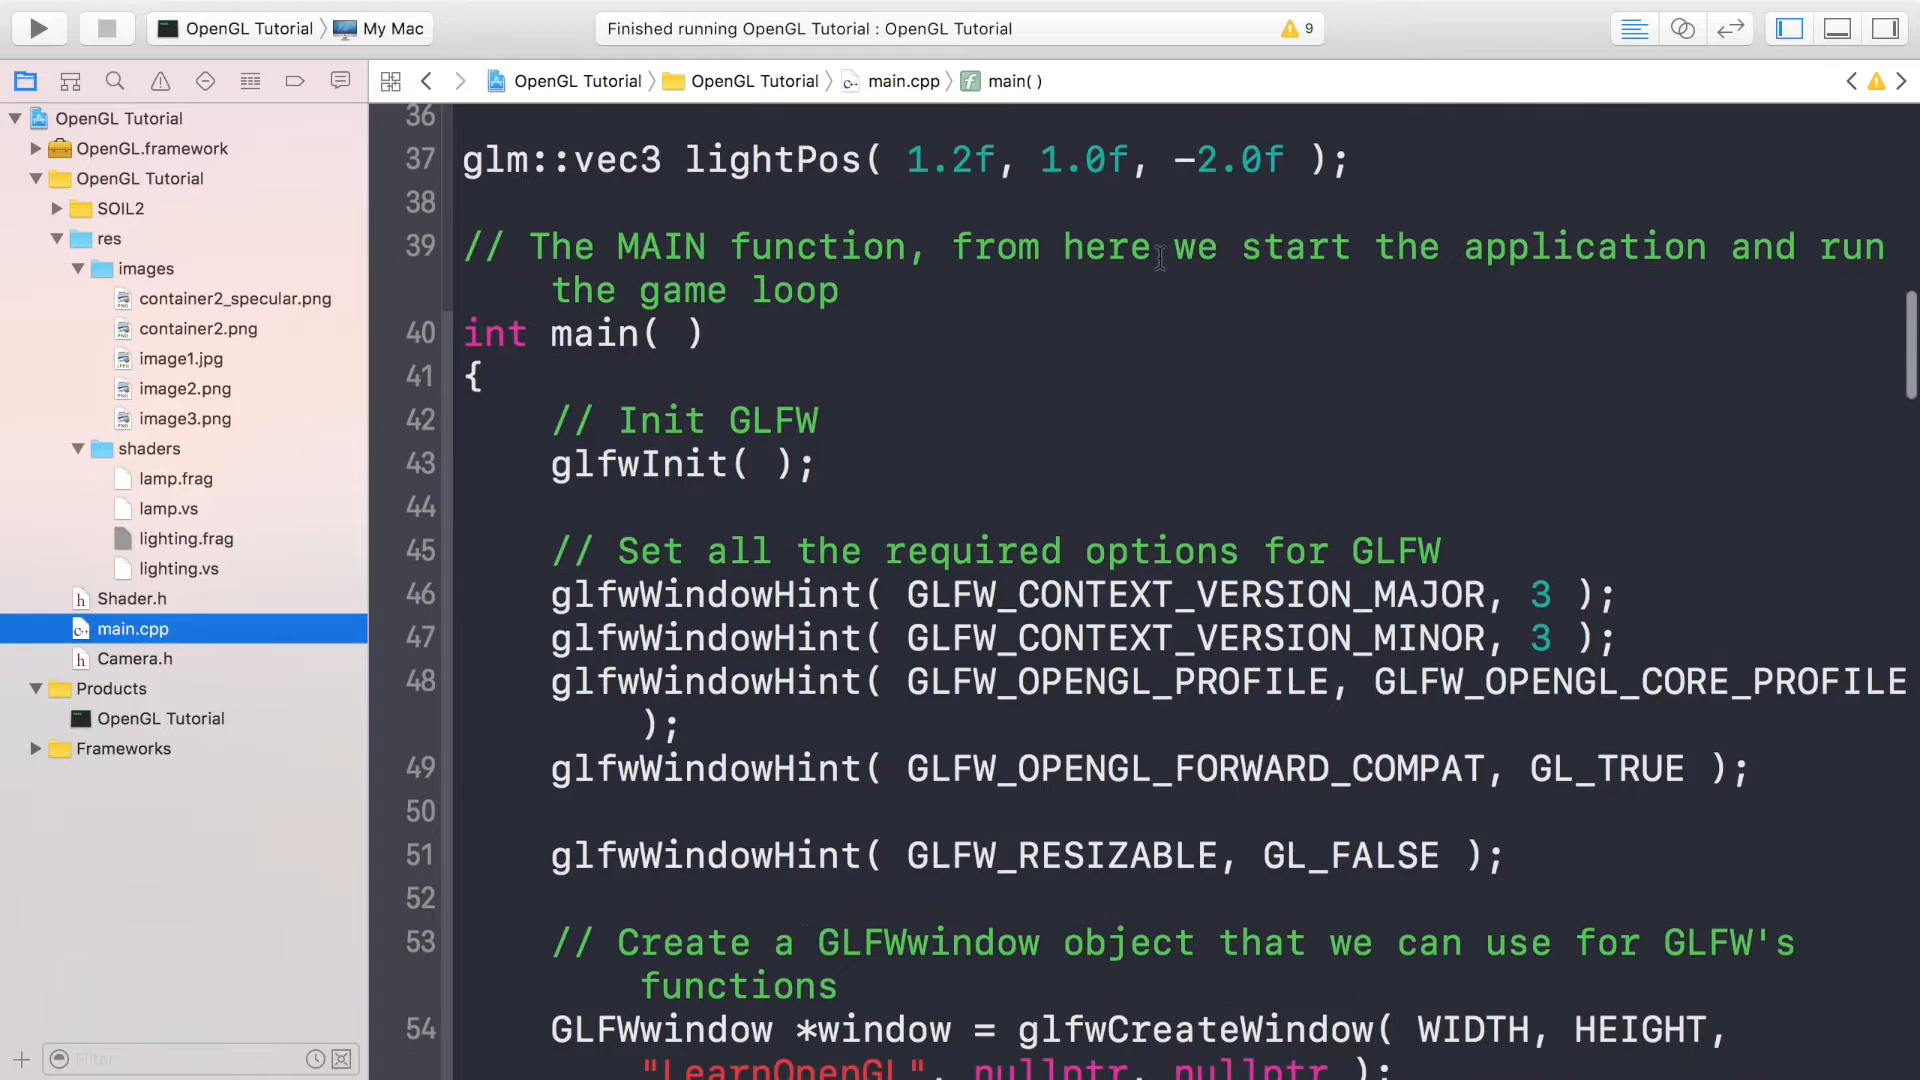 OpenGL Tutorial 〉 My Mac
Finished running OpenGL Tutorial : OpenGL Tutorial
9
OpenGL Tutorial 〉 OpenGL Tutorial 〉 main.cpp 〉 main( )
OpenGL Tutorial
OpenGL.framework
OpenGL Tutorial
SOIL2
res
images
container2_specular.png
container2.png
image1.jpg
image2.png
image3.png
shaders
lamp.frag
lamp.vs
lighting.frag
lighting.vs
Shader.h
main.cpp
Camera.h
Products
OpenGL Tutorial
Frameworks
Filter
36
37 glm::vec3 lightPos( 1.2f, 1.0f, -2.0f );
38
39 // The MAIN function, from here we start the application and run
the game loop
40 int main( )
41 {
42 // Init GLFW
43 glfwInit( );
44
45 // Set all the required options for GLFW
46 glfwWindowHint( GLFW_CONTEXT_VERSION_MAJOR, 3 );
47 glfwWindowHint( GLFW_CONTEXT_VERSION_MINOR, 3 );
48 glfwWindowHint( GLFW_OPENGL_PROFILE, GLFW_OPENGL_CORE_PROFILE
);
49 glfwWindowHint( GLFW_OPENGL_FORWARD_COMPAT, GL_TRUE );
50
51 glfwWindowHint( GLFW_RESIZABLE, GL_FALSE );
52
53 // Create a GLFWwindow object that we can use for GLFW's
functions
54 GLFWwindow *window = glfwCreateWindow( WIDTH, HEIGHT,
"LearnOpenGL", nullptr, nullptr );